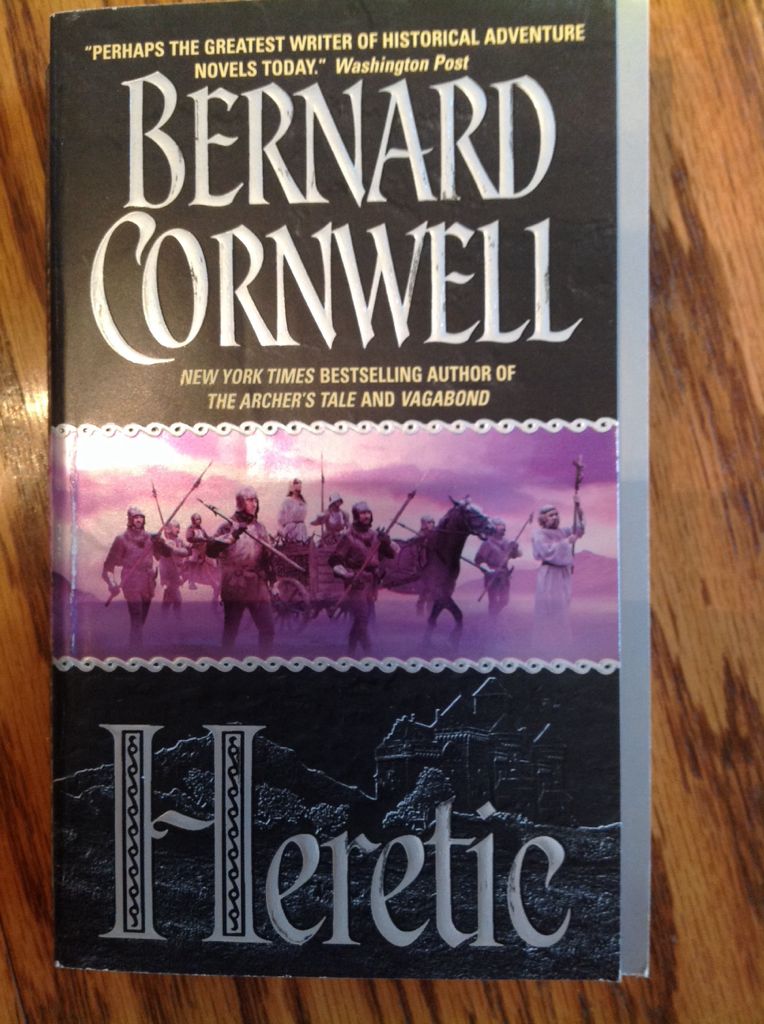 "PERHAPS THE GREATEST WRITER OF HISTORICAL ADVENTURE
NOVELS TODAY." Washington Post
BERNARD
CORNWELL
NEW YORK TIMES BESTSELLING AUTHOR OF
THE ARCHER'S TALE AND VAGABOND
Heretic